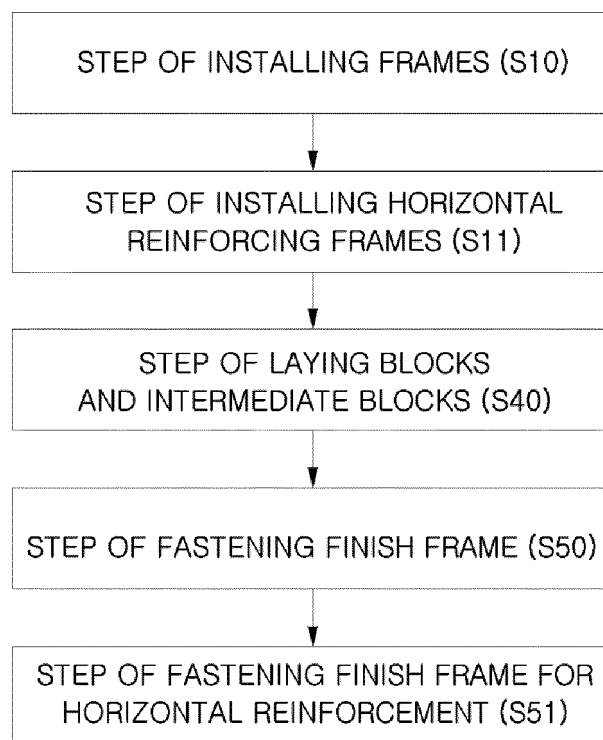 STEP OF INSTALLING FRAMES (S10)
STEP OF INSTALLING HORIZONTAL
REINFORCING FRAMES (S11)
STEP OF LAYING BLOCKS
AND INTERMEDIATE BLOCKS (S40)
STEP OF FASTENING FINISH FRAME (S50)
STEP OF FASTENING FINISH FRAME FOR
HORIZONTAL REINFORCEMENT (S51)